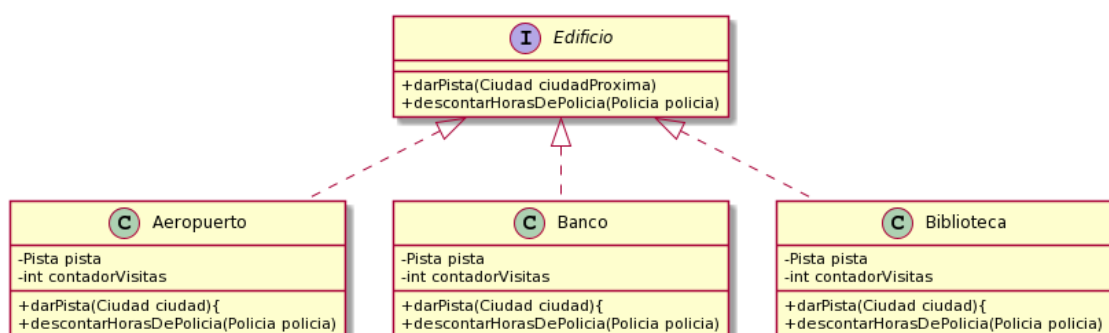 I Edificio
+darPista(Ciudad ciudadProxima)
+descontarHorasDePolicia(Policia policia)
C Aeropuerto
-Pista pista
-int contadorVisitas
+darPista(Ciudad ciudad){
+descontarHorasDePolicia(Policia policia)
C Banco
-Pista pista
-int contadorVisitas
+darPista(Ciudad ciudad){
+descontarHorasDePolicia(Policia policia)
C Biblioteca
-Pista pista
-int contadorVisitas
+darPista(Ciudad ciudad){
+descontarHorasDePolicia(Policia policia)